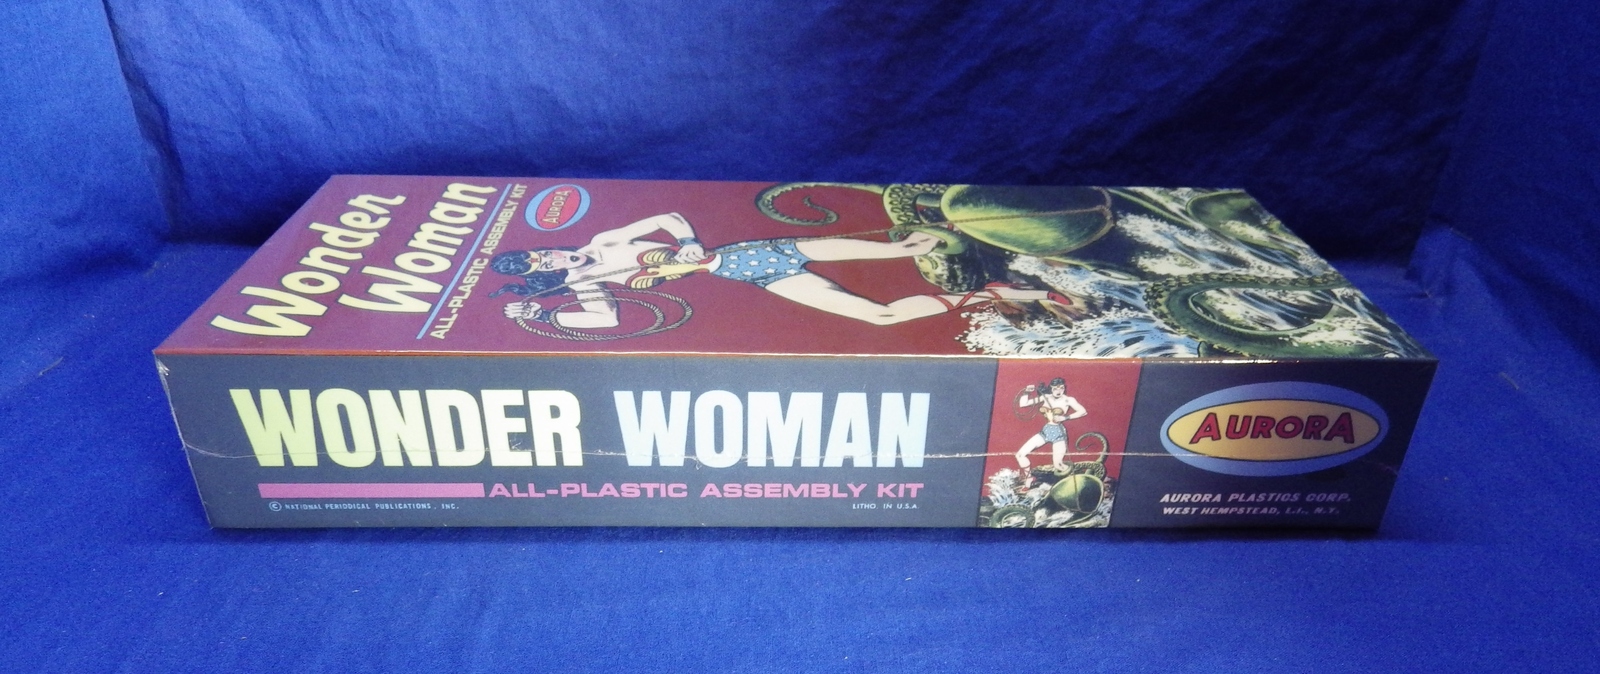 Wonder
Woman
ALL-PLASTIC ASSEMBLY KIT
AURORA
WONDER WOMAN
ALL-PLASTIC ASSEMBLY KIT
© NATIONAL PERIODICAL PUBLICATIONS, INC.
LITHO. IN U.S.A.
AURORA
AURORA PLASTICS CORP.
WEST HEMPSTEAD, L.I., N.Y.